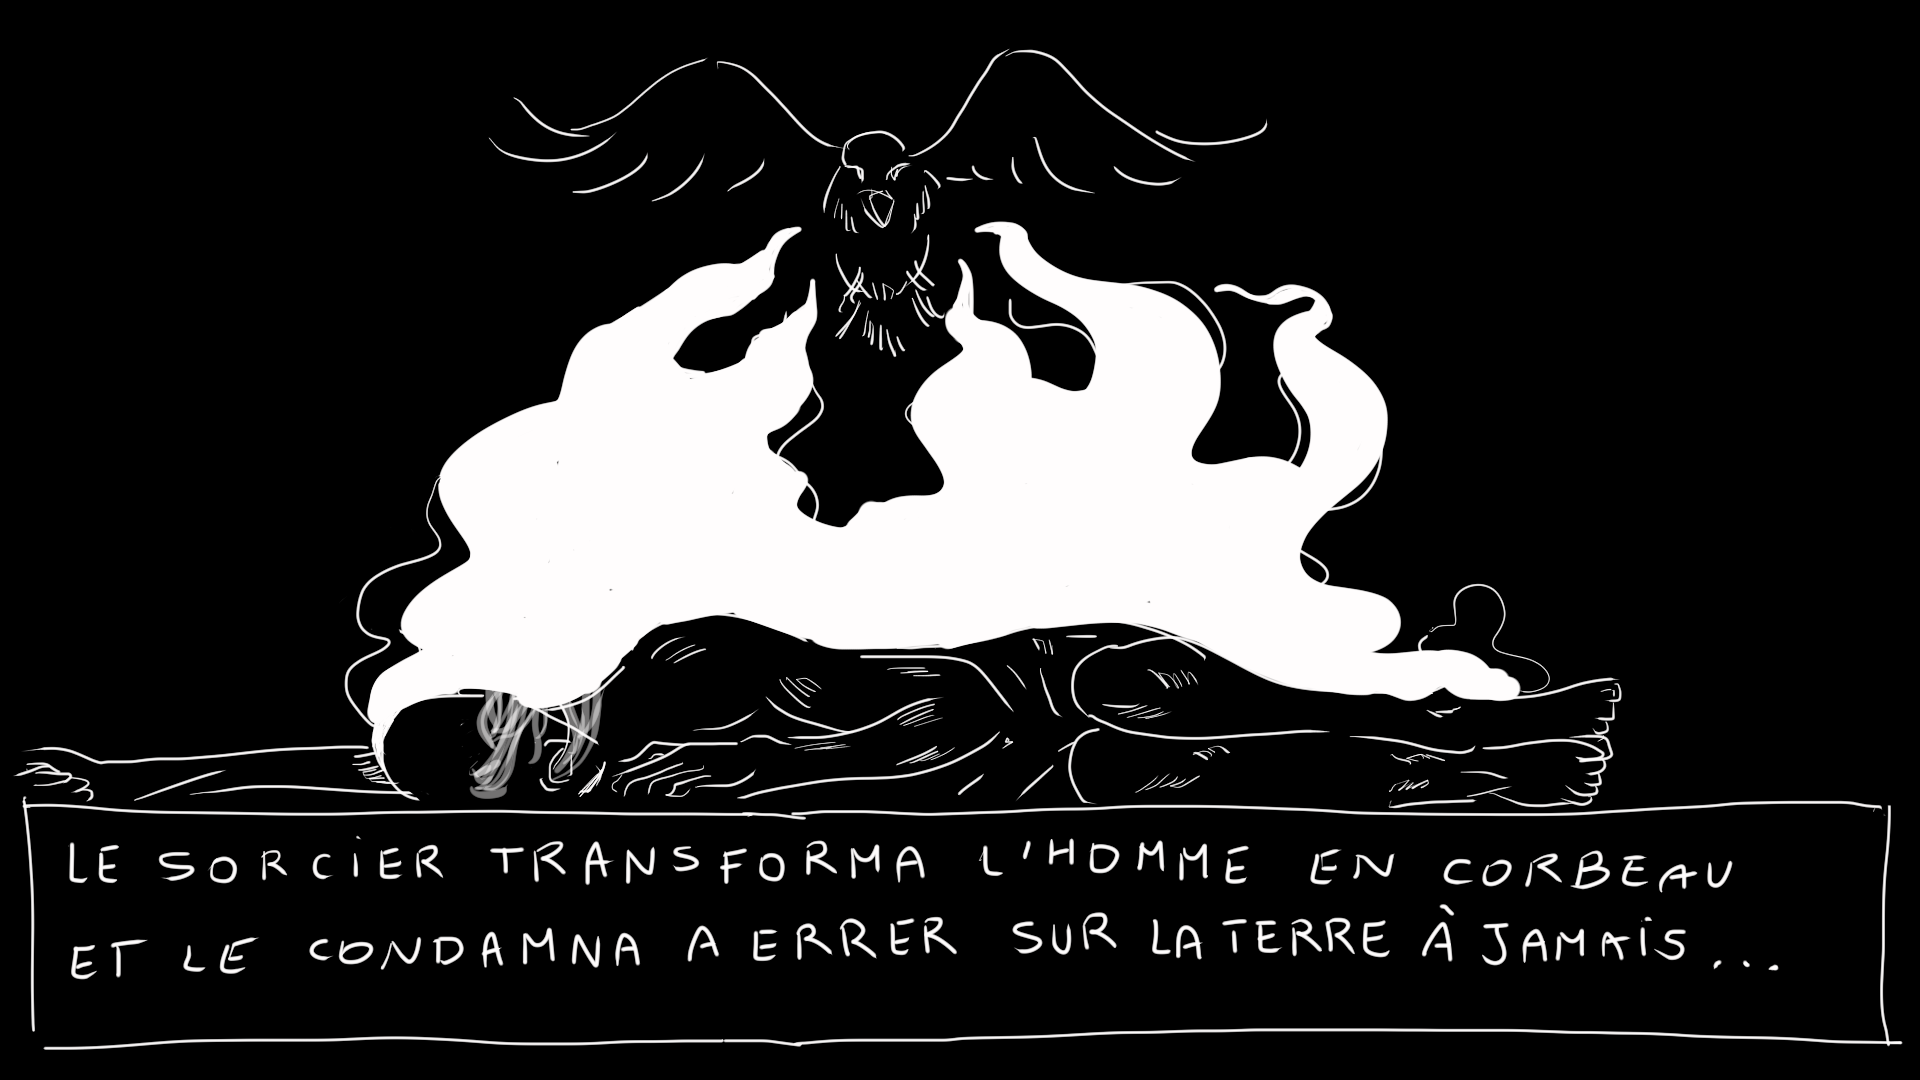 LE SORCIER TRANSFORMA L'HOMME EN CORBEAU
ET LE CONDAMNA A ERRER SUR LA TERRE À JAMAIS...